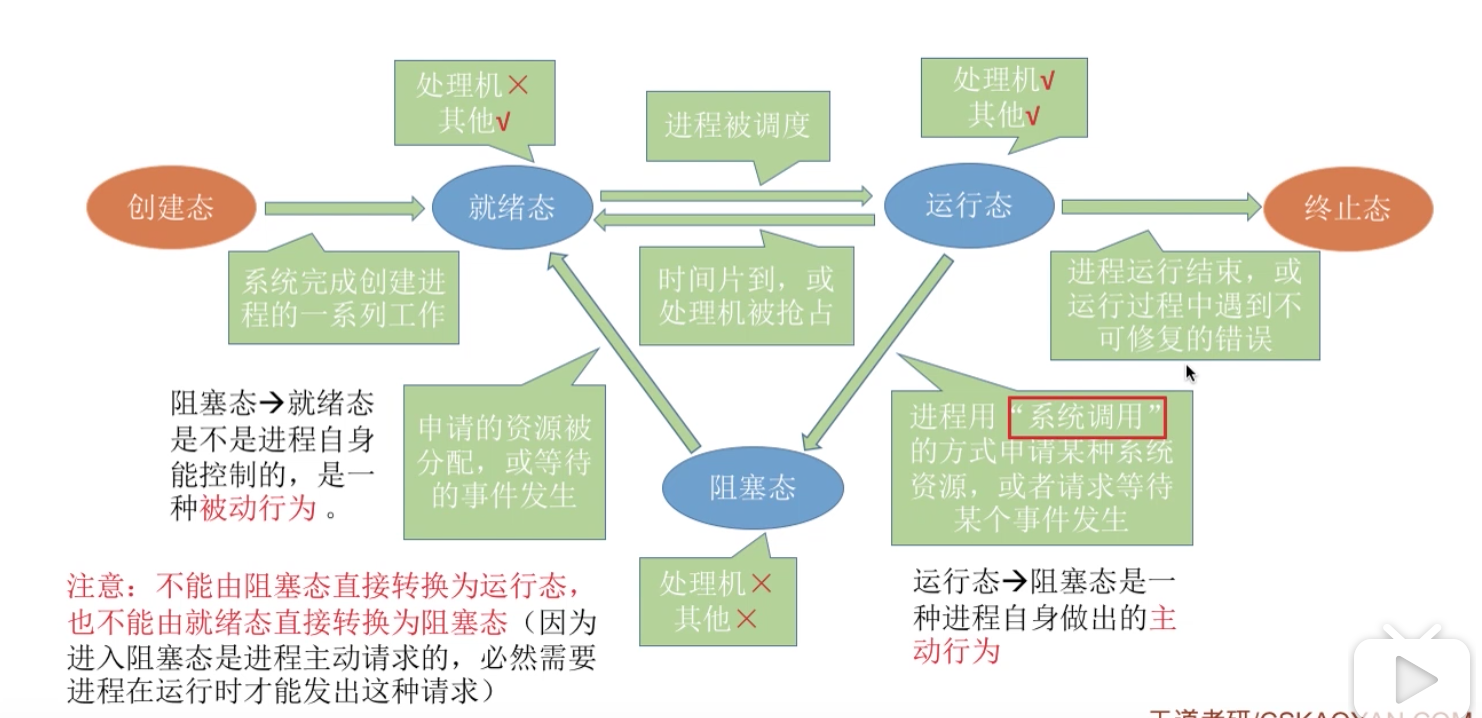 处理机×
其他√
进程被调度
处理机√
其他√
创建态
就绪态
运行态
终止态
系统完成创建进
程的一系列工作
时间片到，或
处理机被抢占
进程运行结束，或
运行过程中遇到不
可修复的错误
阻塞态→就绪态
是不是进程自身
能控制的，是一
种被动行为 。
申请的资源被
分配，或等待
的事件发生
阻塞态
进程用“系统调用”
的方式申请某种系统
资源，或者请求等待
某个事件发生
处理机×
其他×
运行态→阻塞态是一
种进程自身做出的主
动行为
注意：不能由阻塞态直接转换为运行态，
也不能由就绪态直接转换为阻塞态（因为
进入阻塞态是进程主动请求的，必然需要
进程在运行时才能发出这种请求）
王道考研/CSKAOYAN.COM